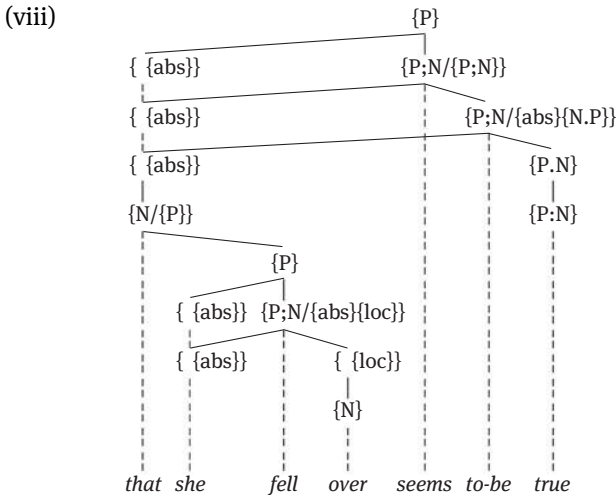 (viii)
{P}
{ {abs}} {P;N/{P;N}}
{ {abs}} {P;N/{abs}{N.P}}
{ {abs}} {P.N}
{N/{P}} {P:N}
{P}
{ {abs}} {P;N/{abs}{loc}}
{ {abs}} { {loc}}
{N}
that she fell over seems to-be true